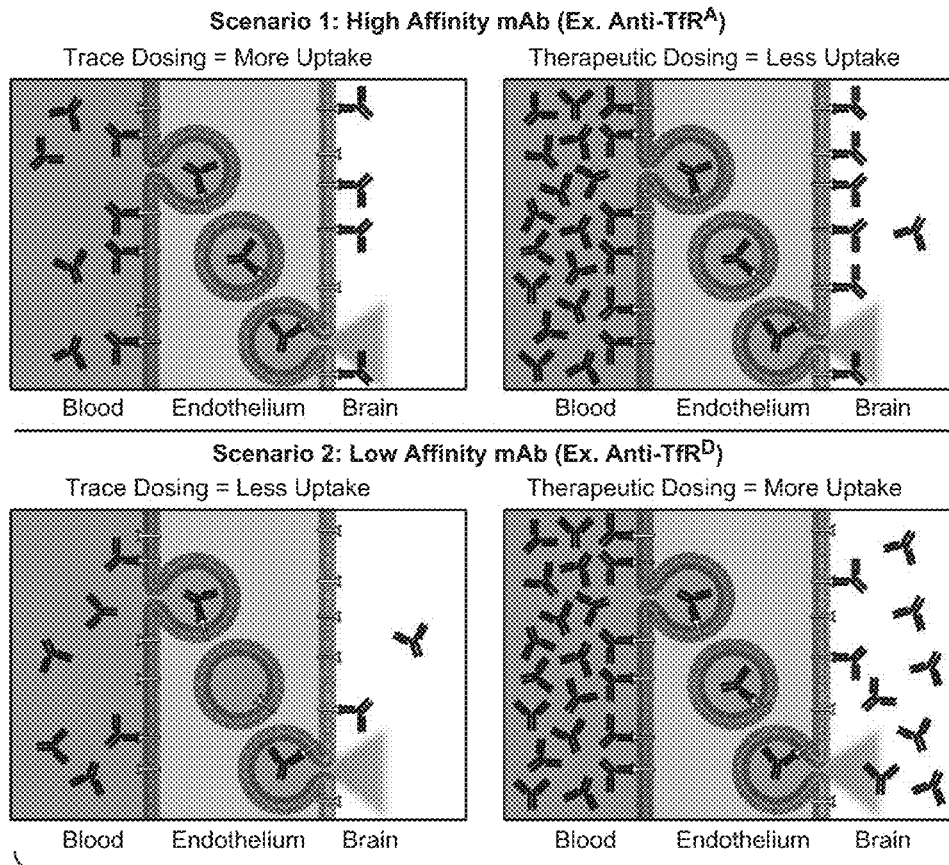 Scenario 1: High Affinity mAb (Ex. Anti-TfRᴬ)
Trace Dosing = More Uptake
Therapeutic Dosing = Less Uptake
Blood Endothelium Brain
Blood Endothelium Brain
Scenario 2: Low Affinity mAb (Ex. Anti-TfRᴰ)
Trace Dosing = Less Uptake
Therapeutic Dosing = More Uptake
Blood Endothelium Brain
Blood Endothelium Brain